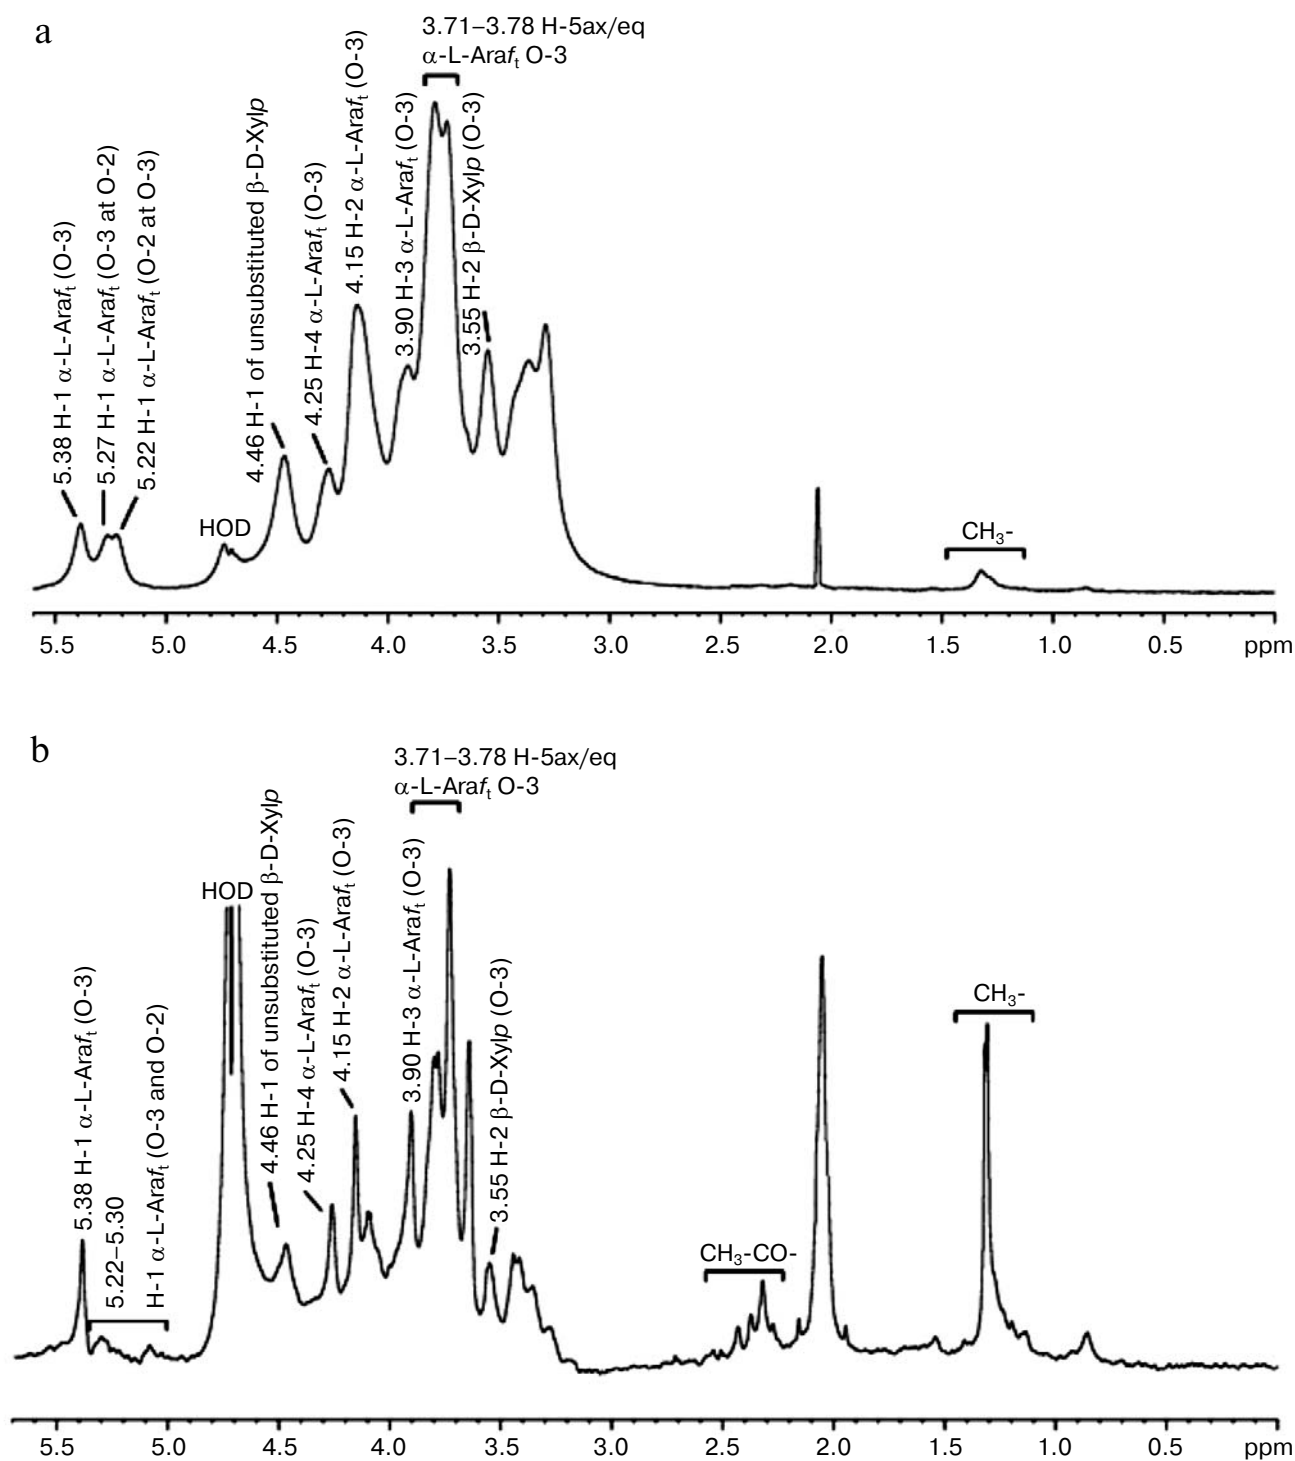 a
3.71–3.78 H-5ax/eq
α-L-Arafₜ O-3
5.38 H-1 α-L-Arafₜ (O-3)
5.27 H-1 α-L-Arafₜ (O-3 at O-2)
5.22 H-1 α-L-Arafₜ (O-2 at O-3)
HOD
4.46 H-1 of unsubstituted β-D-Xylp
4.25 H-4 α-L-Arafₜ (O-3)
4.15 H-2 α-L-Arafₜ (O-3)
3.90 H-3 α-L-Arafₜ (O-3)
3.55 H-2 β-D-Xylp (O-3)
CH₃-
5.5 5.0 4.5 4.0 3.5 3.0 2.5 2.0 1.5 1.0 0.5 ppm
b
3.71–3.78 H-5ax/eq
α-L-Arafₜ O-3
5.38 H-1 α-L-Arafₜ (O-3)
5.22–5.30
H-1 α-L-Arafₜ (O-3 and O-2)
HOD
4.46 H-1 of unsubstituted β-D-Xylp
4.25 H-4 α-L-Arafₜ (O-3)
4.15 H-2 α-L-Arafₜ (O-3)
3.90 H-3 α-L-Arafₜ (O-3)
3.55 H-2 β-D-Xylp (O-3)
CH₃-CO-
CH₃-
5.5 5.0 4.5 4.0 3.5 3.0 2.5 2.0 1.5 1.0 0.5 ppm